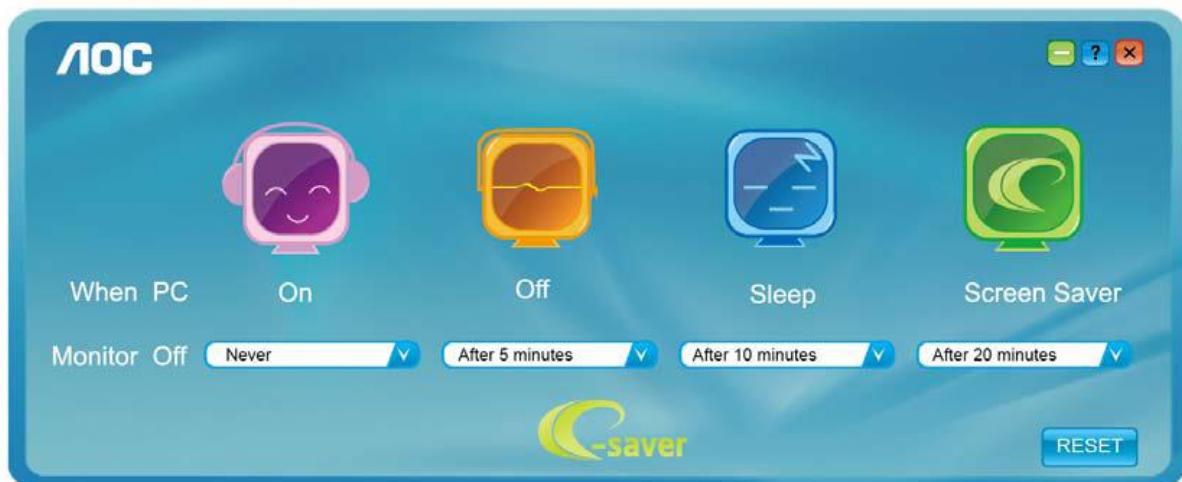 AOC
?
When PC On Off Sleep Screen Saver
Monitor Off Never After 5 minutes After 10 minutes After 20 minutes
e-saver
RESET